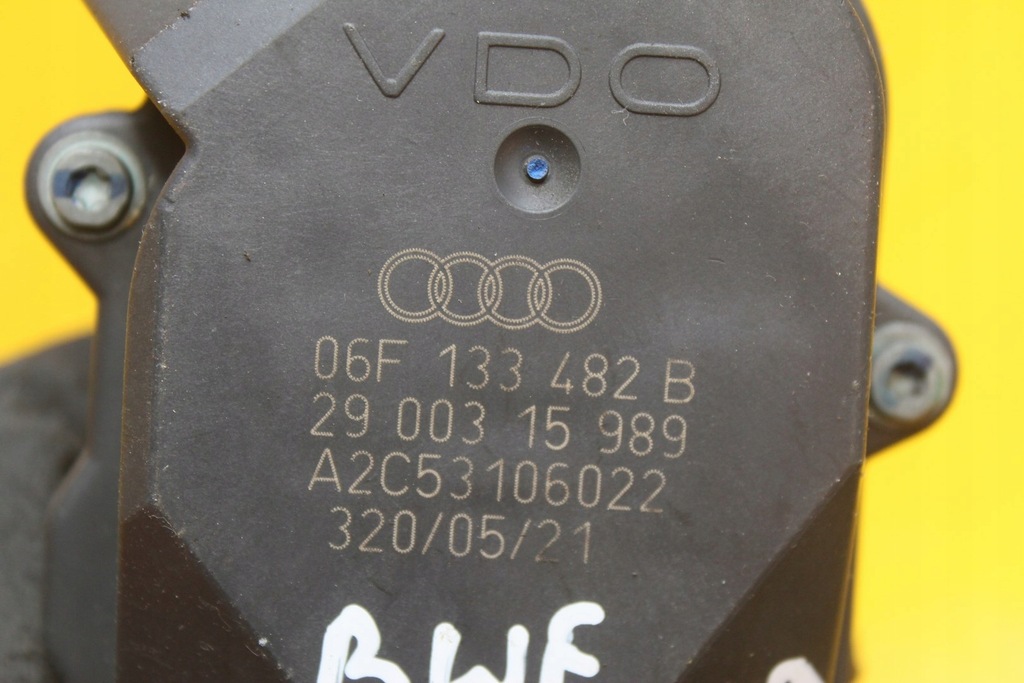 VDO
06F 133 482 B
29 003 15 989
A2C53106022
320/05/21
BWE